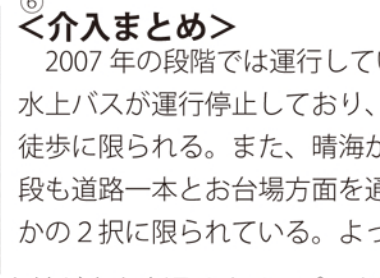 ⑥
＜介入まとめ＞
2007 年の段階では運行してい
水上バスが運行停止しており、
徒歩に限られる。また、晴海か
段も道路一本とお台場方面を通
かの２択に限られている。よっ